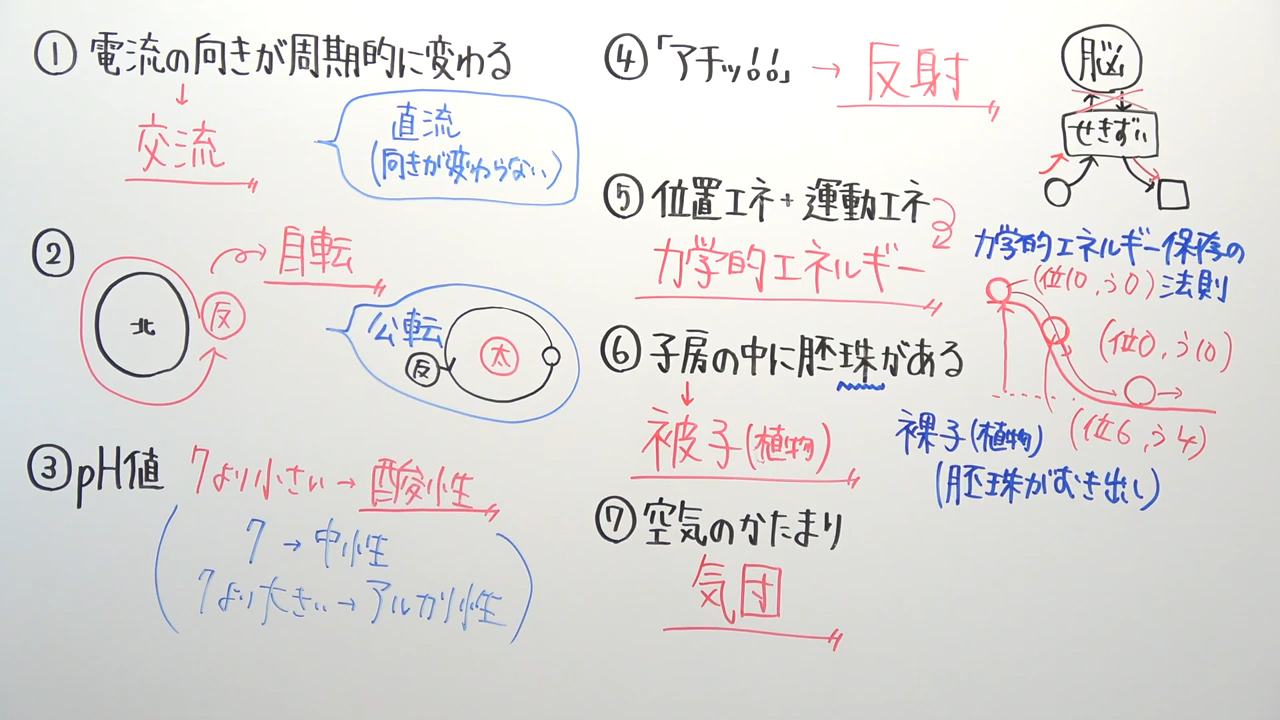 ① 電流の向きが周期的に変わる
↓
交流
直流
(向きが変わらない)
②
北
反
→ 自転
公転
反
太
③ pH値 7より小さい → 酸性
7 → 中性
7より大きい → アルカリ性
④ 「アチッ!!」 → 反射
脳
せきずい
⑤ 位置エネ + 運動エネ
力学的エネルギー
力学的エネルギー保存の
法則
(位10、う0)
(位0、う10)
(位6、う4)
⑥ 子房の中に胚珠がある
↓
被子(植物)
裸子(植物)
(胚珠がむき出し)
⑦ 空気のかたまり
気団